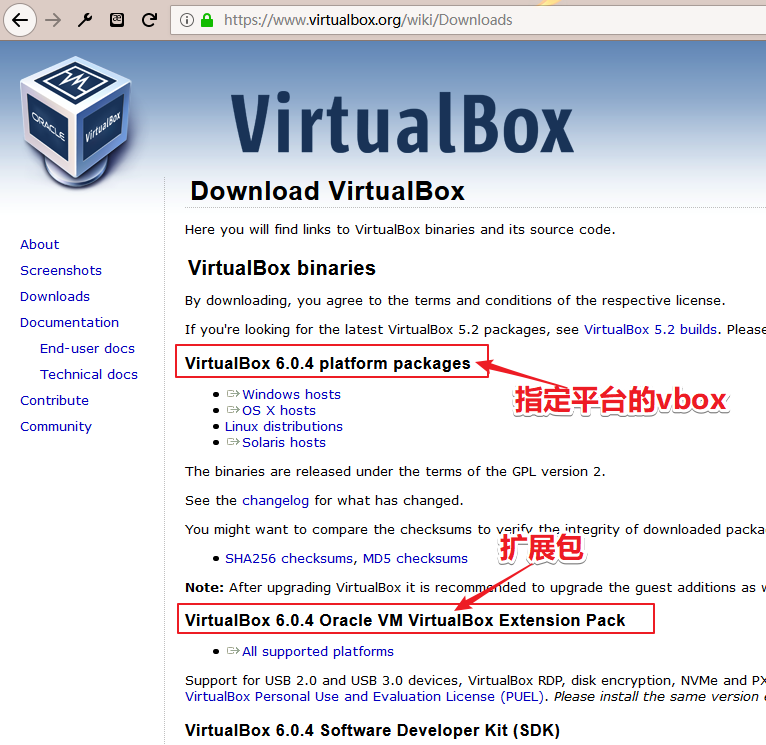 https://www.virtualbox.org/wiki/Downloads
ORACLE
VirtualBox
VirtualBox
Download VirtualBox
Here you will find links to VirtualBox binaries and its source code.
About
Screenshots
Downloads
Documentation
End-user docs
Technical docs
Contribute
Community
VirtualBox binaries
By downloading, you agree to the terms and conditions of the respective license.
If you're looking for the latest VirtualBox 5.2 packages, see VirtualBox 5.2 builds. Please
VirtualBox 6.0.4 platform packages
指定平台的vbox
Windows hosts
OS X hosts
Linux distributions
Solaris hosts
The binaries are released under the terms of the GPL version 2.
See the changelog for what has changed.
You might want to compare the checksums to verify the integrity of downloaded packa
扩展包
SHA256 checksums, MD5 checksums
Note: After upgrading VirtualBox it is recommended to upgrade the guest additions as w
VirtualBox 6.0.4 Oracle VM VirtualBox Extension Pack
All supported platforms
Support for USB 2.0 and USB 3.0 devices, VirtualBox RDP, disk encryption, NVMe and PX
VirtualBox Personal Use and Evaluation License (PUEL). Please install the same version
VirtualBox 6.0.4 Software Developer Kit (SDK)